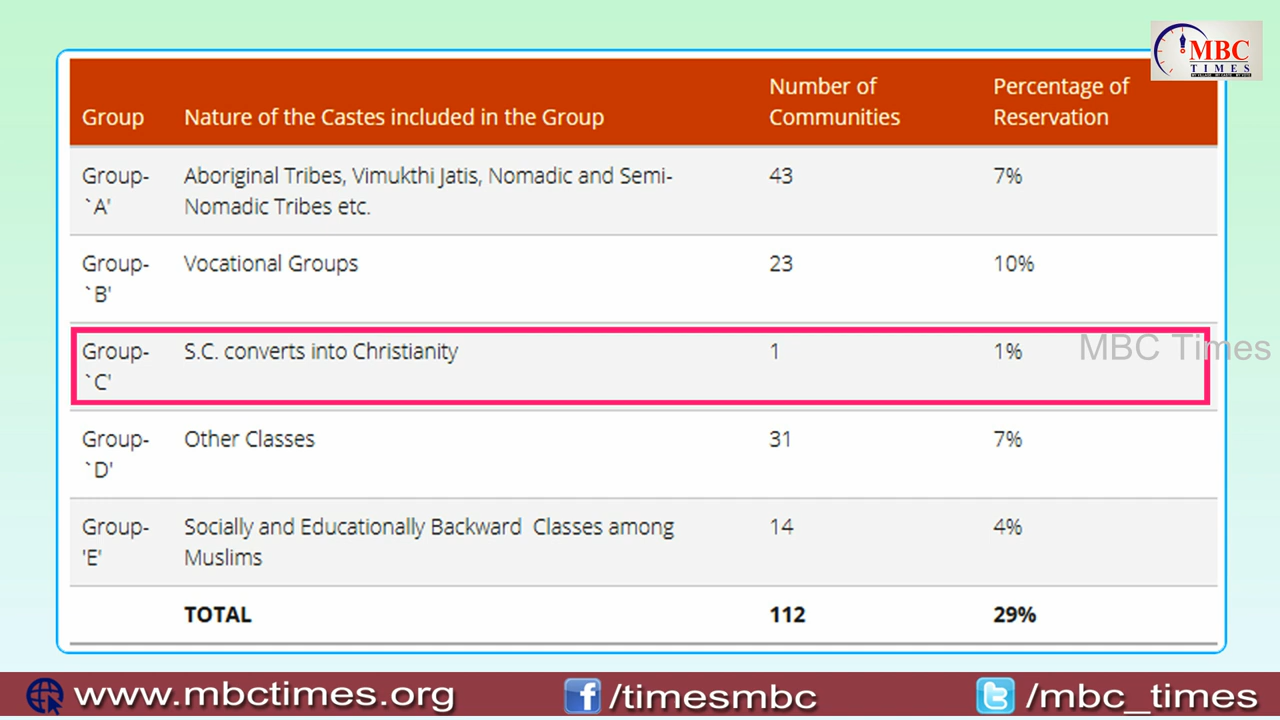 MBC
TIMES
Group Nature of the Castes included in the Group Number of Communities Percentage of Reservation
Group- Aboriginal Tribes, Vimukthi Jatis, Nomadic and Semi- 43 7%
`A' Nomadic Tribes etc.
Group- Vocational Groups 23 10%
`B'
Group- S.C. converts into Christianity 1 1% MBC Times
`C'
Group- Other Classes 31 7%
`D'
Group- Socially and Educationally Backward Classes among 14 4%
'E' Muslims
TOTAL 112 29%
www.mbctimes.org /timesmbc /mbc_times